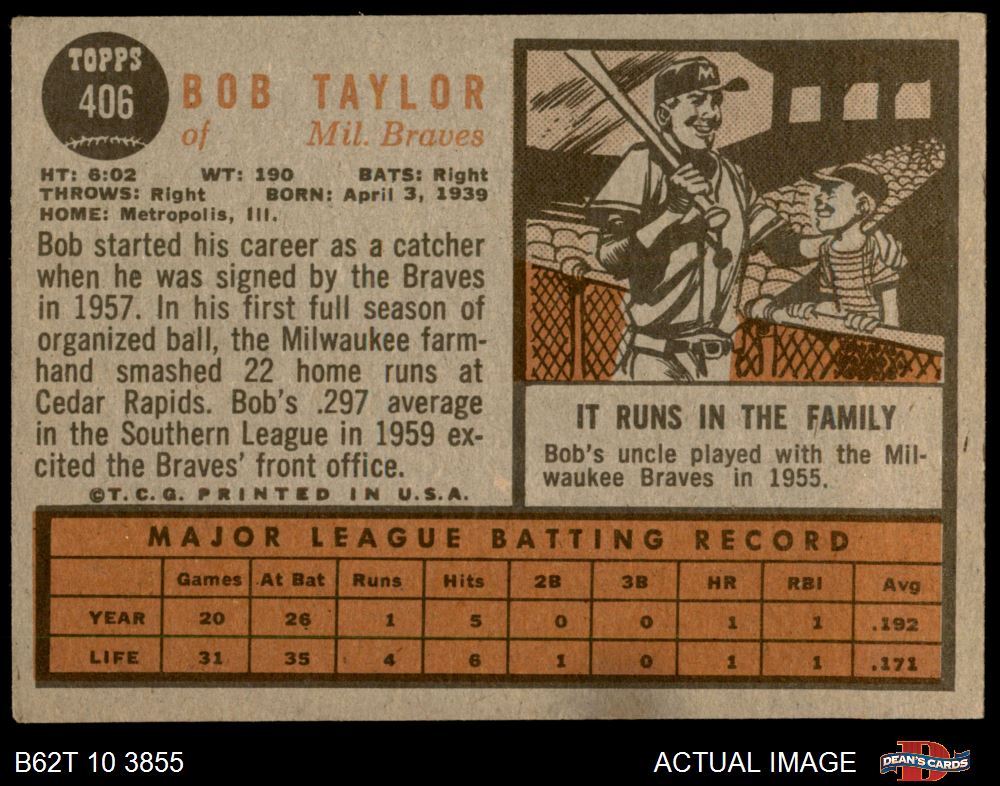 TOPPS
406
BOB TAYLOR
of Mil. Braves
HT: 6:02 WT: 190 BATS: Right
THROWS: Right BORN: April 3, 1939
HOME: Metropolis, Ill.
Bob started his career as a catcher
when he was signed by the Braves
in 1957. In his first full season of
organized ball, the Milwaukee farm-
hand smashed 22 home runs at
Cedar Rapids. Bob's .297 average
in the Southern League in 1959 ex-
cited the Braves' front office.
©T.C.G. PRINTED IN U.S.A.
M
IT RUNS IN THE FAMILY
Bob's uncle played with the Mil-
waukee Braves in 1955.
MAJOR LEAGUE BATTING RECORD
Games At Bat Runs Hits 2B 3B HR RBI Avg
YEAR 20 26 1 5 0 0 1 1 .192
LIFE 31 35 4 6 1 0 1 1 .171
B62T 10 3855 ACTUAL IMAGE DEAN'S CARDS